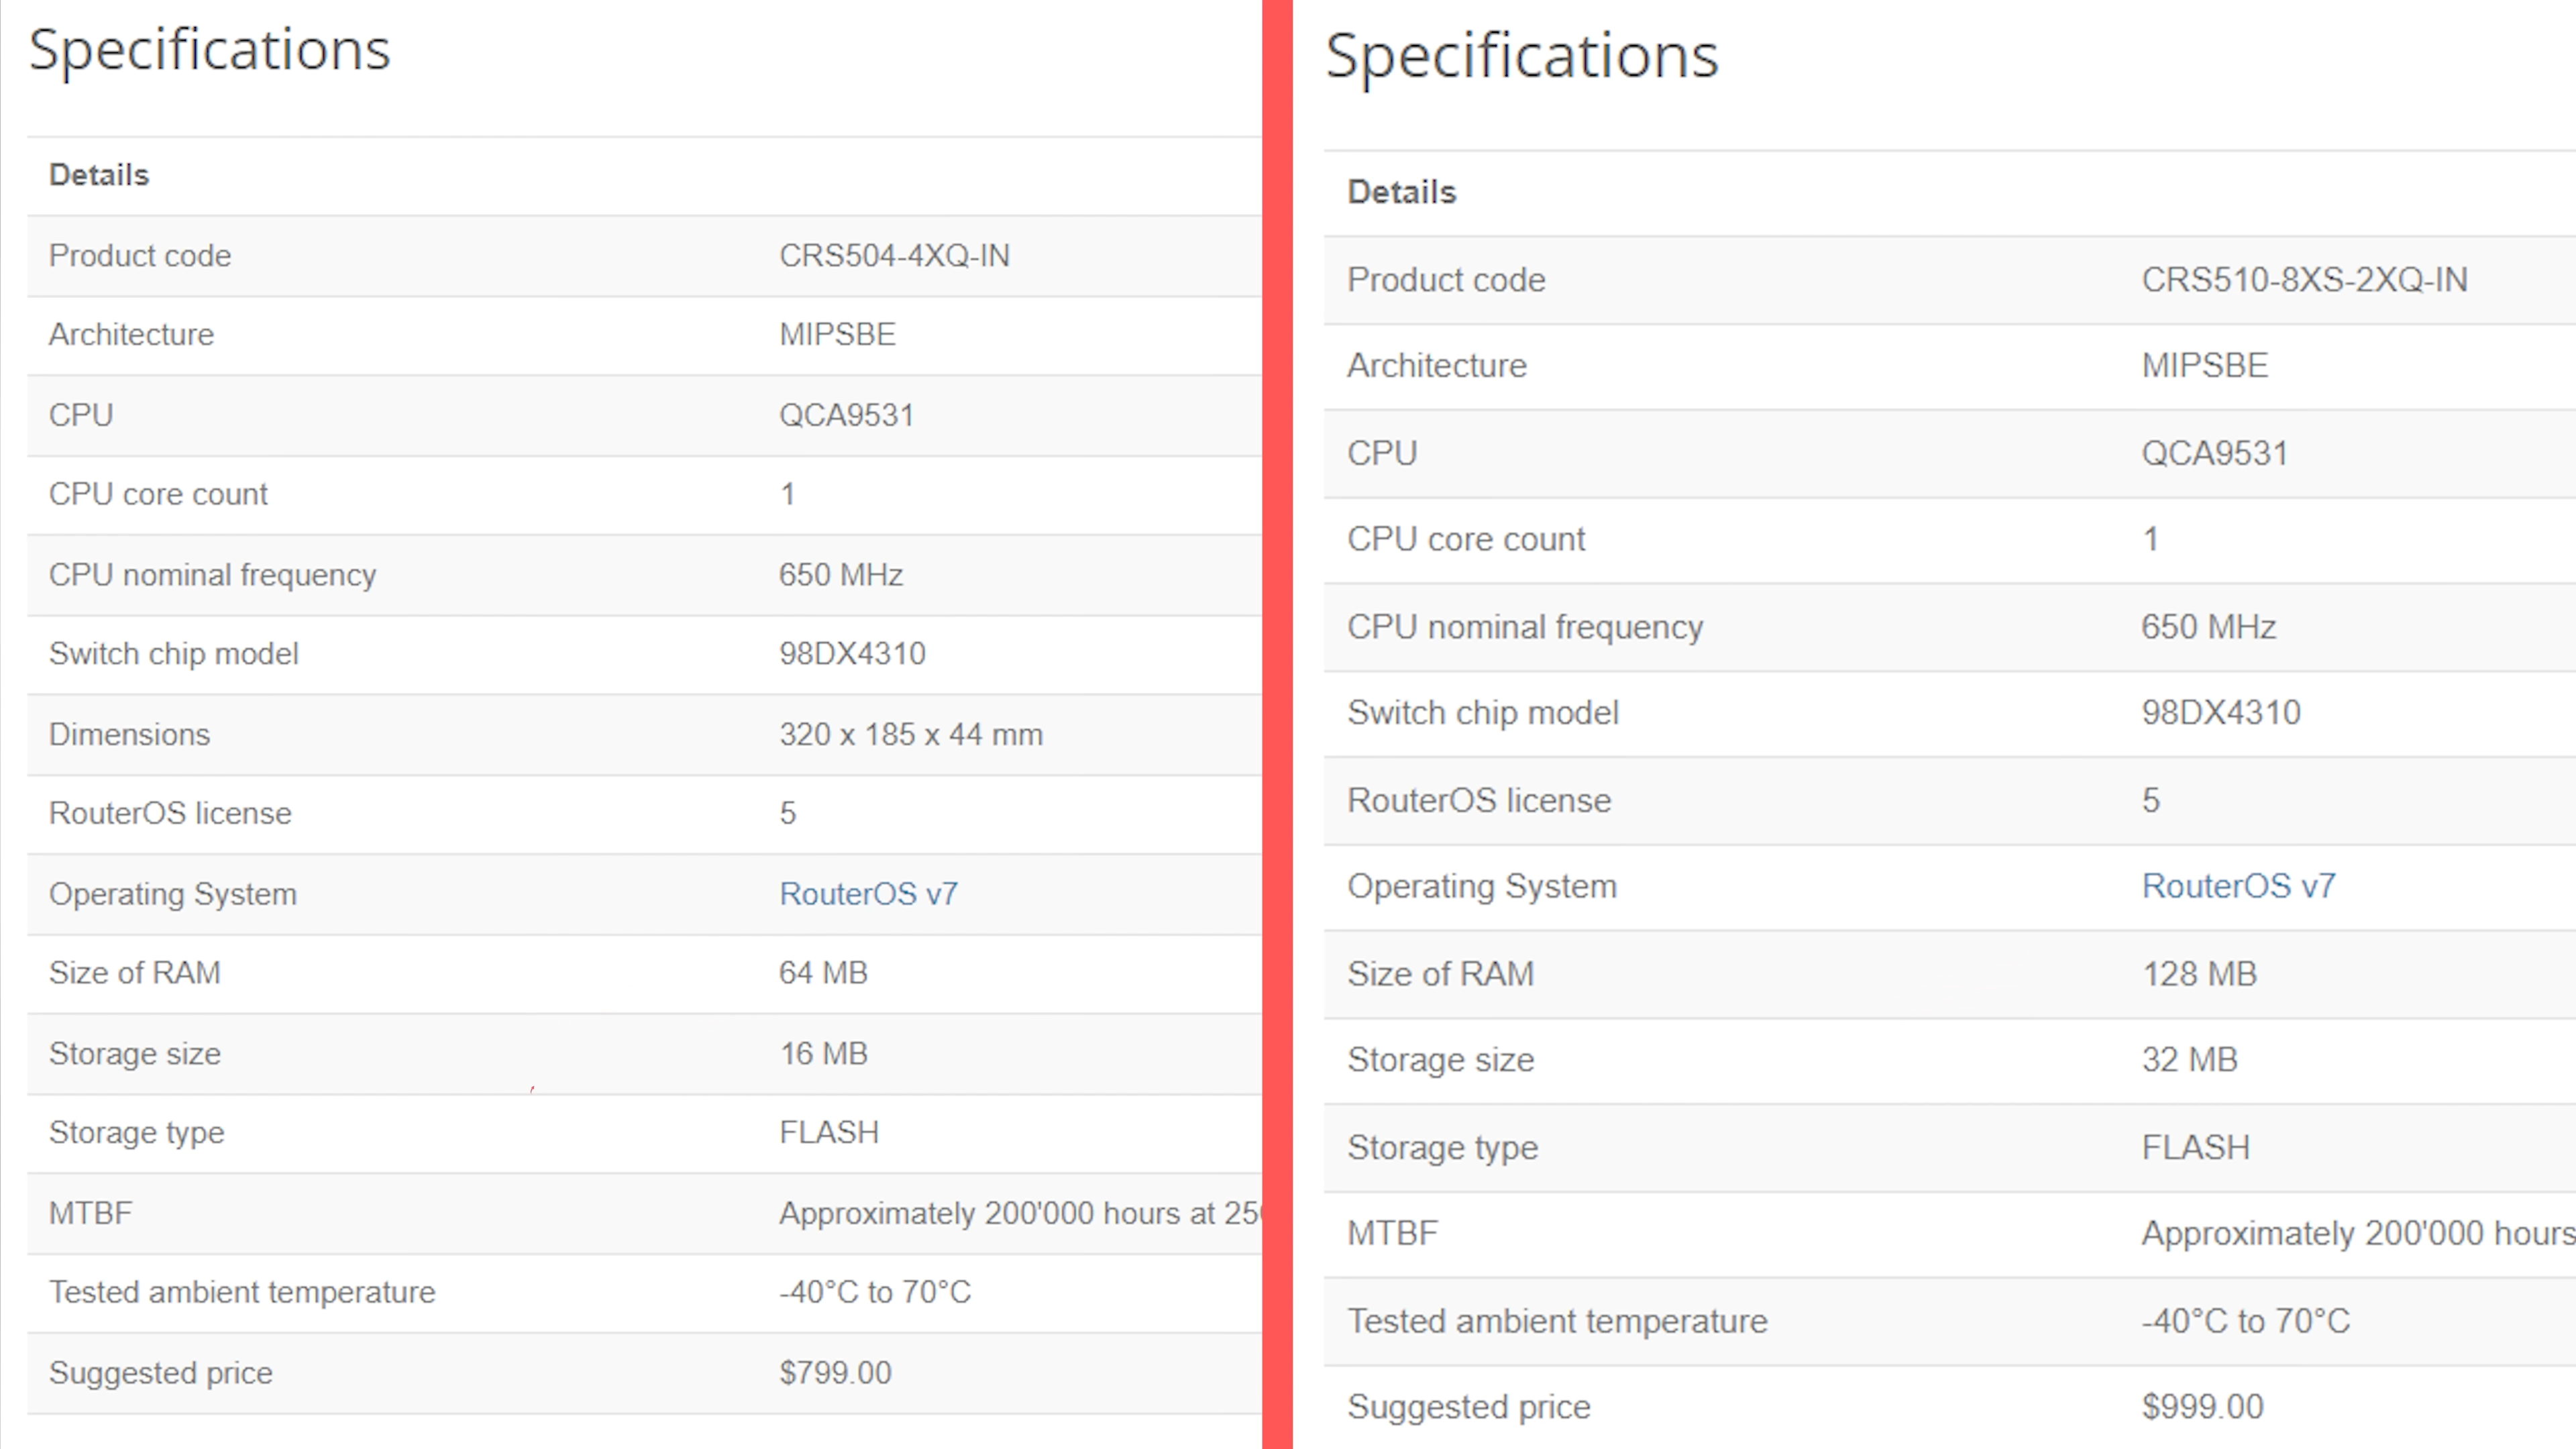 Specifications
Details
Product code CRS504-4XQ-IN
Architecture MIPSBE
CPU QCA9531
CPU core count 1
CPU nominal frequency 650 MHz
Switch chip model 98DX4310
Dimensions 320 x 185 x 44 mm
RouterOS license 5
Operating System RouterOS v7
Size of RAM 64 MB
Storage size 16 MB
Storage type FLASH
MTBF Approximately 200'000 hours at 25
Tested ambient temperature -40°C to 70°C
Suggested price $799.00
Specifications
Details
Product code CRS510-8XS-2XQ-IN
Architecture MIPSBE
CPU QCA9531
CPU core count 1
CPU nominal frequency 650 MHz
Switch chip model 98DX4310
RouterOS license 5
Operating System RouterOS v7
Size of RAM 128 MB
Storage size 32 MB
Storage type FLASH
MTBF Approximately 200'000 hours
Tested ambient temperature -40°C to 70°C
Suggested price $999.00